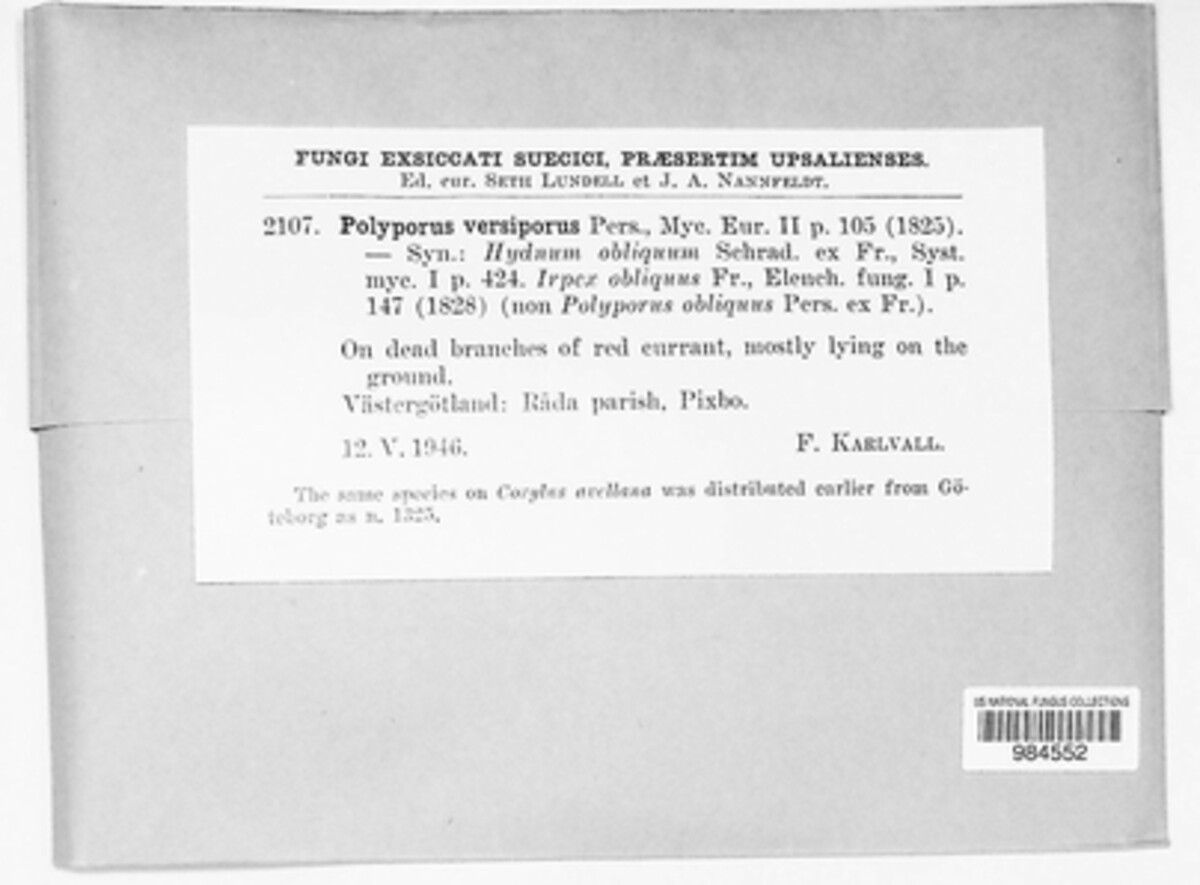 FUNGI EXSICCATI SUECICI, PRÆSERTIM UPSALIENSES.
Ed. cur. SETH LUNDELL et J. A. NANNFELDT.
2107. Polyporus versiporus Pers., Myc. Eur. II p. 105 (1825).
— Syn.: Hydnum obliquum Schrad. ex Fr., Syst.
myc. I p. 424. Irpex obliquus Fr., Elench. fung. I p.
147 (1828) (non Polyporus obliquus Pers. ex Fr.).
On dead branches of red currant, mostly lying on the
ground.
Västergötland: Råda parish, Pixbo.
12. V. 1946. F. KARLVALL.
The same species on Corylus avellana was distributed earlier from Gö-
teborg as n. 1325.
US NATIONAL FUNGUS COLLECTIONS
984552